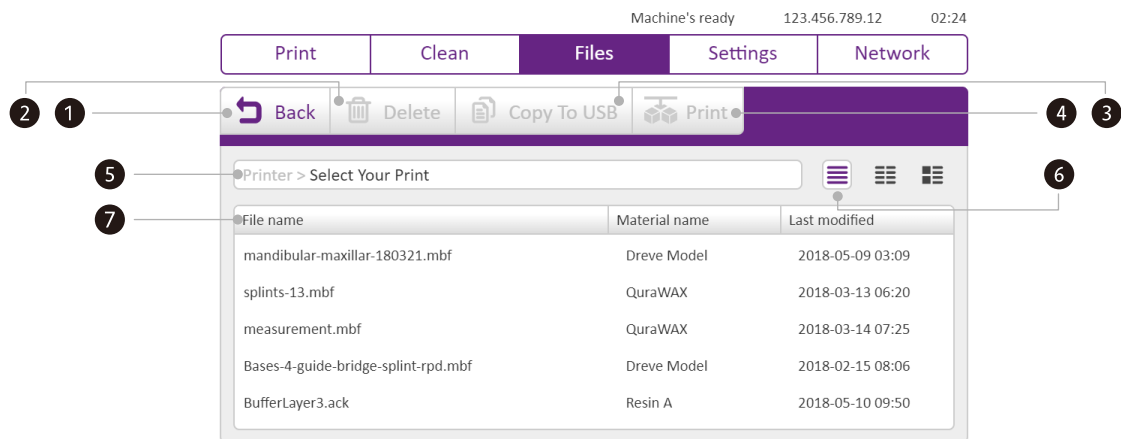 Machine's ready 123.456.789.12 02:24
Print Clean Files Settings Network
2 1 Back Delete Copy To USB Print 4 3
5 Printer > Select Your Print 6
7 File name Material name Last modified
mandibular-maxillar-180321.mbf Dreve Model 2018-05-09 03:09
splints-13.mbf QuraWAX 2018-03-13 06:20
measurement.mbf QuraWAX 2018-03-14 07:25
Bases-4-guide-bridge-splint-rpd.mbf Dreve Model 2018-02-15 08:06
BufferLayer3.ack Resin A 2018-05-10 09:50